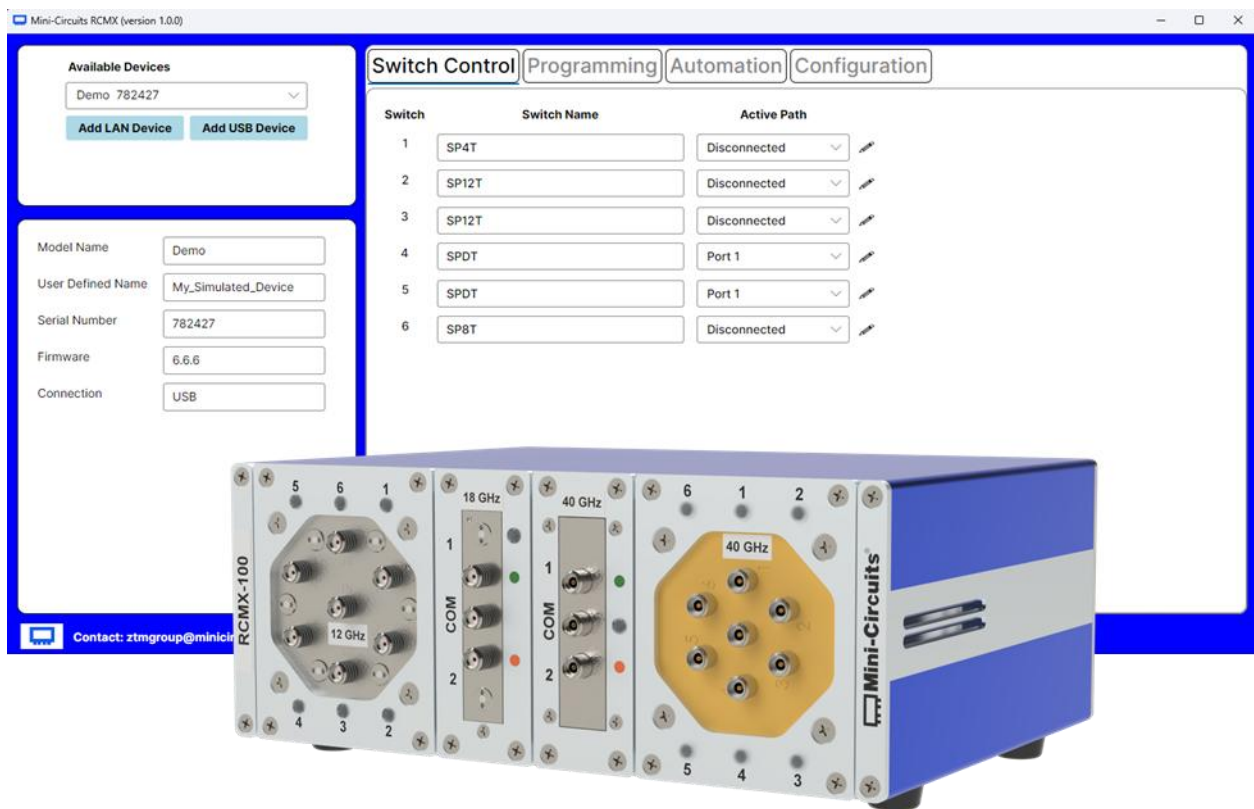 Mini-Circuits RCMX (version 1.0.0)
Available Devices
Demo 782427
Add LAN Device Add USB Device
Model Name Demo
User Defined Name My_Simulated_Device
Serial Number 782427
Firmware 6.6.6
Connection USB
Contact: ztmgroup@minicir
Switch Control Programming Automation Configuration
Switch Switch Name Active Path
1 SP4T Disconnected
2 SP12T Disconnected
3 SP12T Disconnected
4 SPDT Port 1
5 SPDT Port 1
6 SP8T Disconnected
RCMX-100
5 6 1
12 GHz
4 3 2
18 GHz
1
COM
2
40 GHz
1
COM
2
6 1 2
40 GHz
5 4 3
Mini-Circuits®